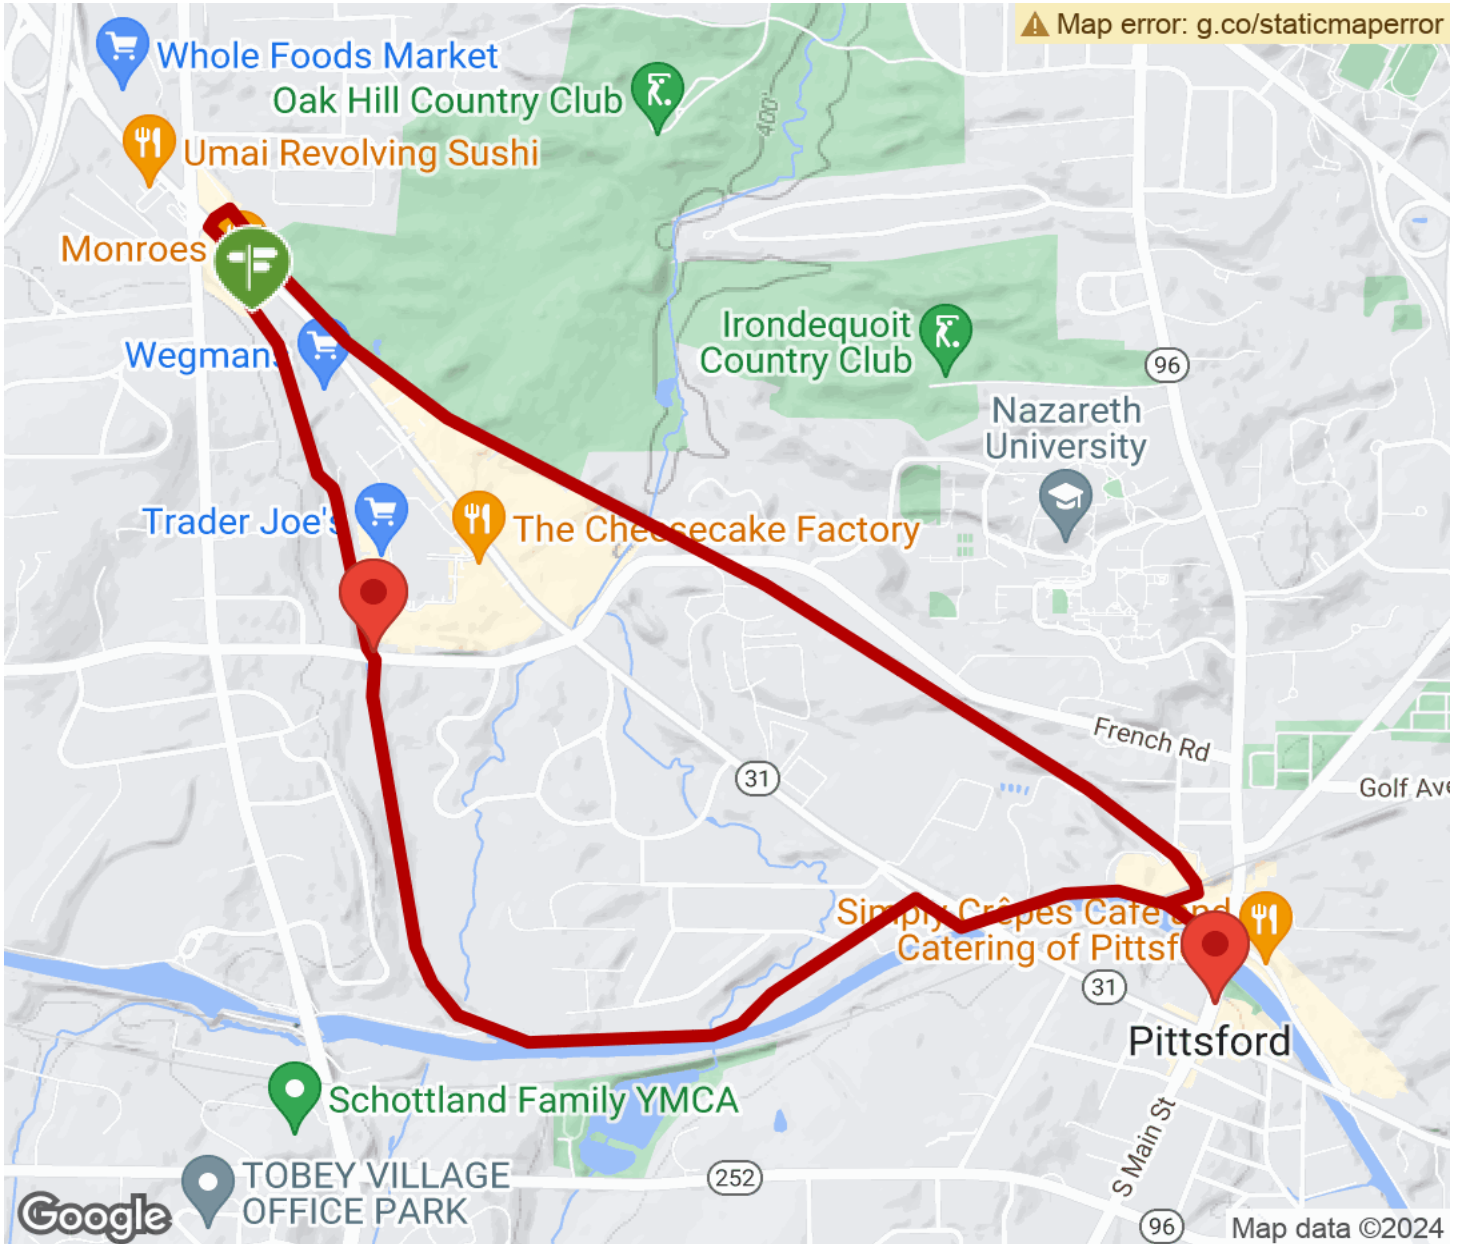 Map error: g.co/staticmaperror
Whole Foods Market
Oak Hill Country Club
400'
Umai Revolving Sushi
Monroes
Irondequoit
Country Club
Wegmans
96
Nazareth
University
Trader Joe's
The Cheesecake Factory
French Rd
31
Golf Ave
Simply Crêpes Cafe and
Catering of Pittsf
31
Pittsford
Schottland Family YMCA
S Main St
TOBEY VILLAGE
OFFICE PARK
252
Google
96
Map data ©2024